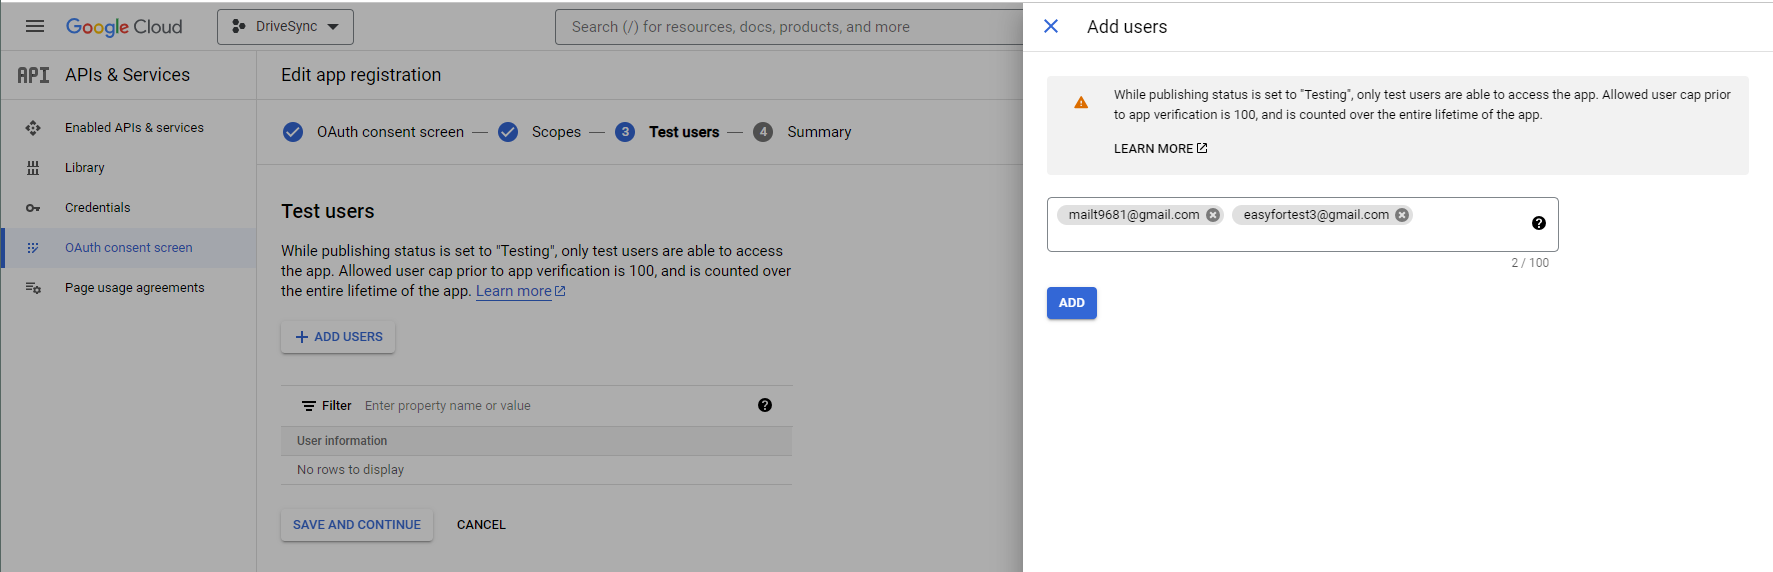 Google Cloud
DriveSync
Search (/) for resources, docs, products, and more
API APIs & Services
Enabled APIs & services
Library
Credentials
OAuth consent screen
Page usage agreements
Edit app registration
OAuth consent screen — Scopes — 3 Test users — 4 Summary
Test users
While publishing status is set to "Testing", only test users are able to access
the app. Allowed user cap prior to app verification is 100, and is counted over
the entire lifetime of the app. Learn more
+ ADD USERS
Filter Enter property name or value ?
User information
No rows to display
SAVE AND CONTINUE CANCEL
Add users
While publishing status is set to "Testing", only test users are able to access the app. Allowed user cap prior
to app verification is 100, and is counted over the entire lifetime of the app.
LEARN MORE
mailt9681@gmail.com easyfortest3@gmail.com ?
2 / 100
ADD